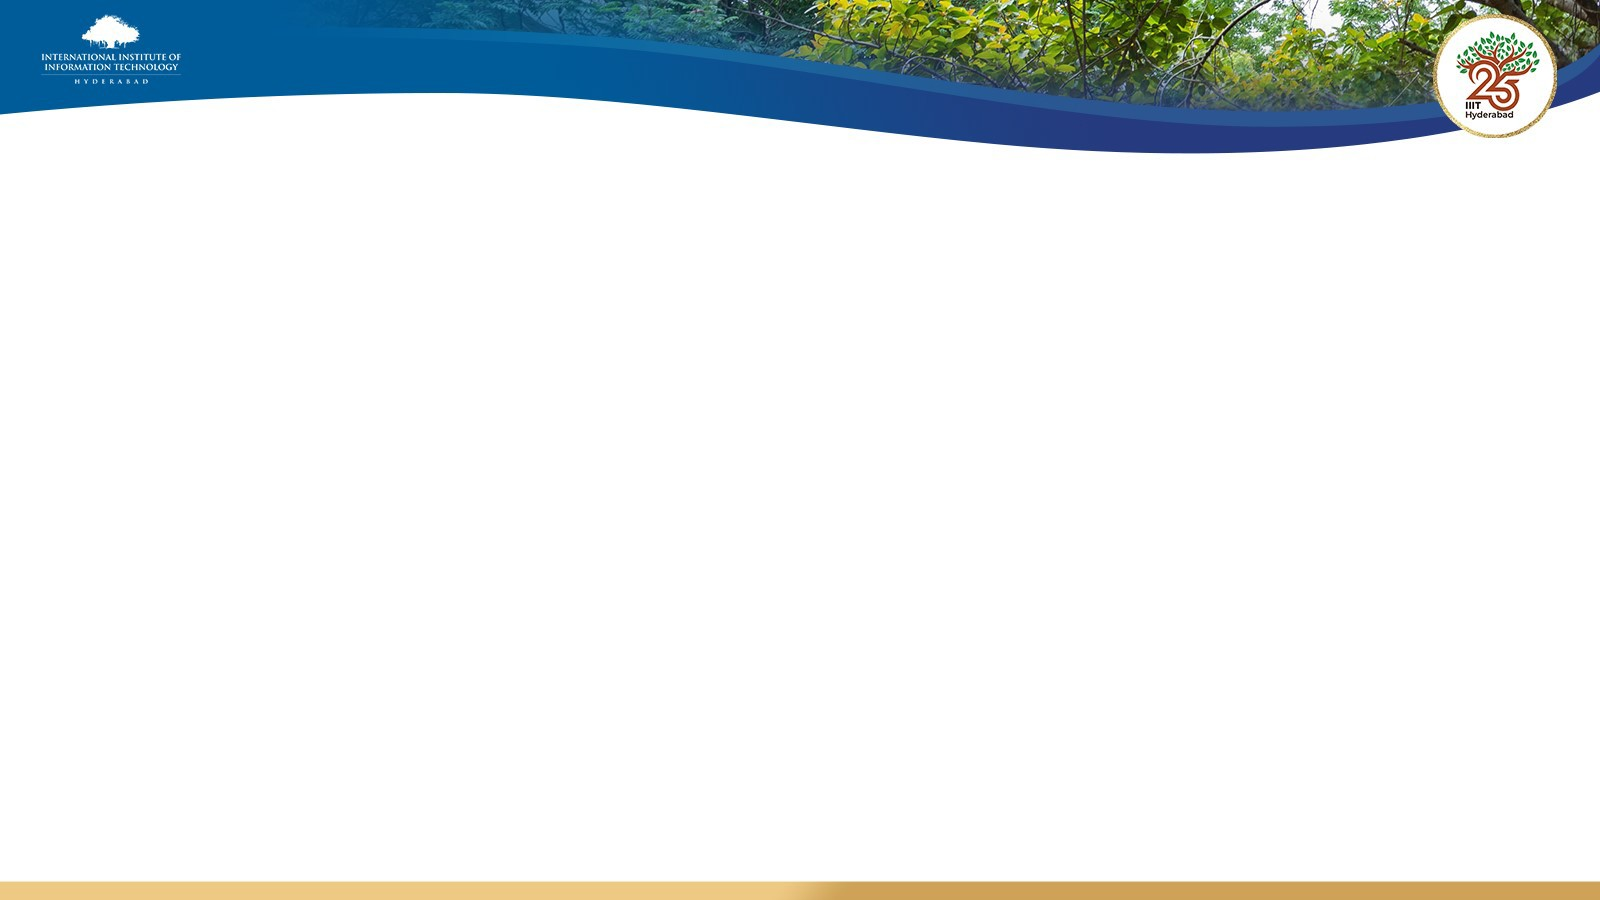 INTERNATIONAL INSTITUTE OF
INFORMATION TECHNOLOGY
HYDERABAD
25
IIIT
Hyderabad